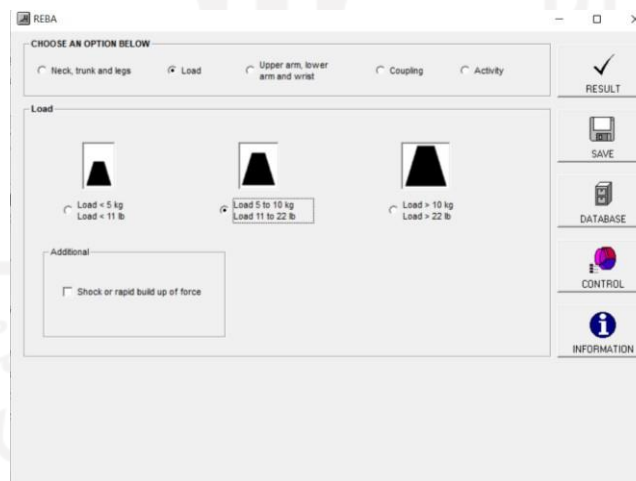 REBA
CHOOSE AN OPTION BELOW
Neck, trunk and legs
Load
Upper arm, lower
arm and wrist
Coupling
Activity
RESULT
Load
SAVE
Load < 5 kg
Load < 11 lb
Load 5 to 10 kg
Load 11 to 22 lb
Load > 10 kg
Load > 22 lb
DATABASE
Additional
Shock or rapid build up of force
CONTROL
INFORMATION